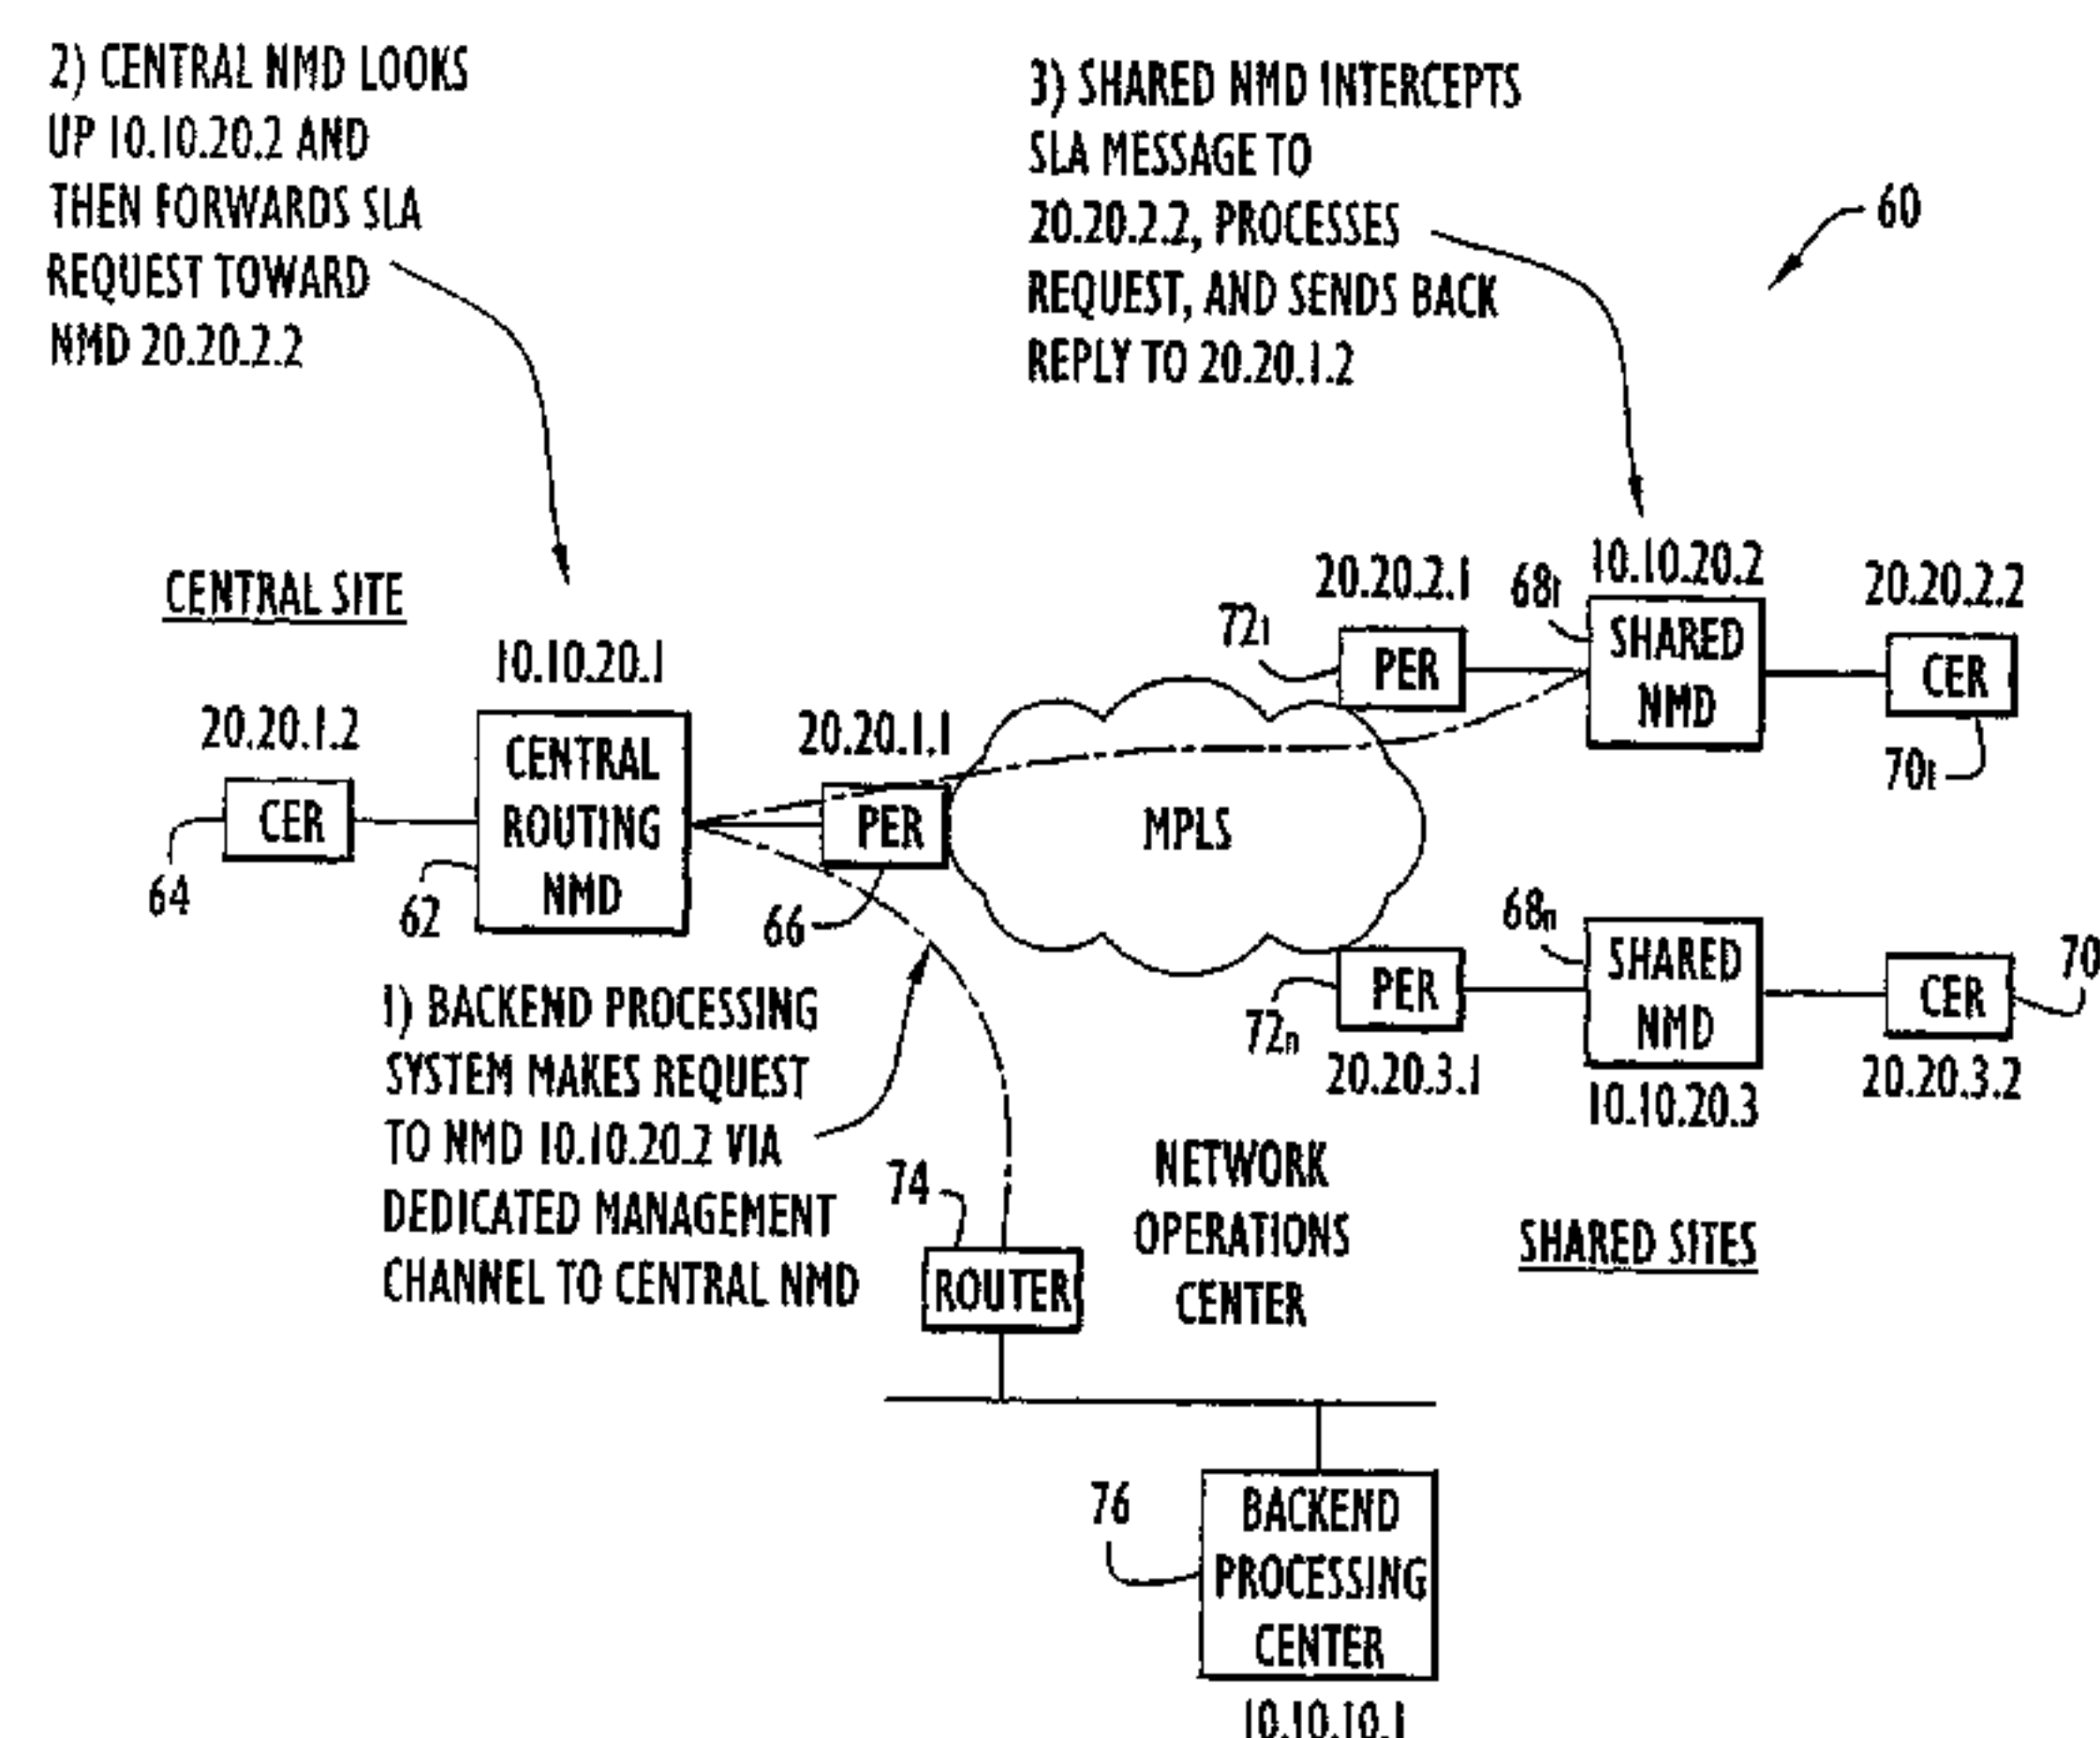 2) CENTRAL NMD LOOKS
UP 10.10.20.2 AND
THEN FORWARDS SLA
REQUEST TOWARD
NMD 20.20.2.2
3) SHARED NMD INTERCEPTS
SLA MESSAGE TO
20.20.2.2, PROCESSES
REQUEST, AND SENDS BACK
REPLY TO 20.20.1.2
60
CENTRAL SITE
10.10.20.1
20.20.1.2
CER
64
CENTRAL
ROUTING
NMD
62
20.20.1.1
PER
66
MPLS
20.20.2.1
72₁
PER
68₁
10.10.20.2
SHARED
NMD
20.20.2.2
CER
70₁
68ₙ
SHARED
NMD
10.10.20.3
PER
72ₙ
20.20.3.1
CER
70
20.20.3.2
1) BACKEND PROCESSING
SYSTEM MAKES REQUEST
TO NMD 10.10.20.2 VIA
DEDICATED MANAGEMENT
CHANNEL TO CENTRAL NMD
74
ROUTER
NETWORK
OPERATIONS
CENTER
SHARED SITES
76
BACKEND
PROCESSING
CENTER
10.10.10.1